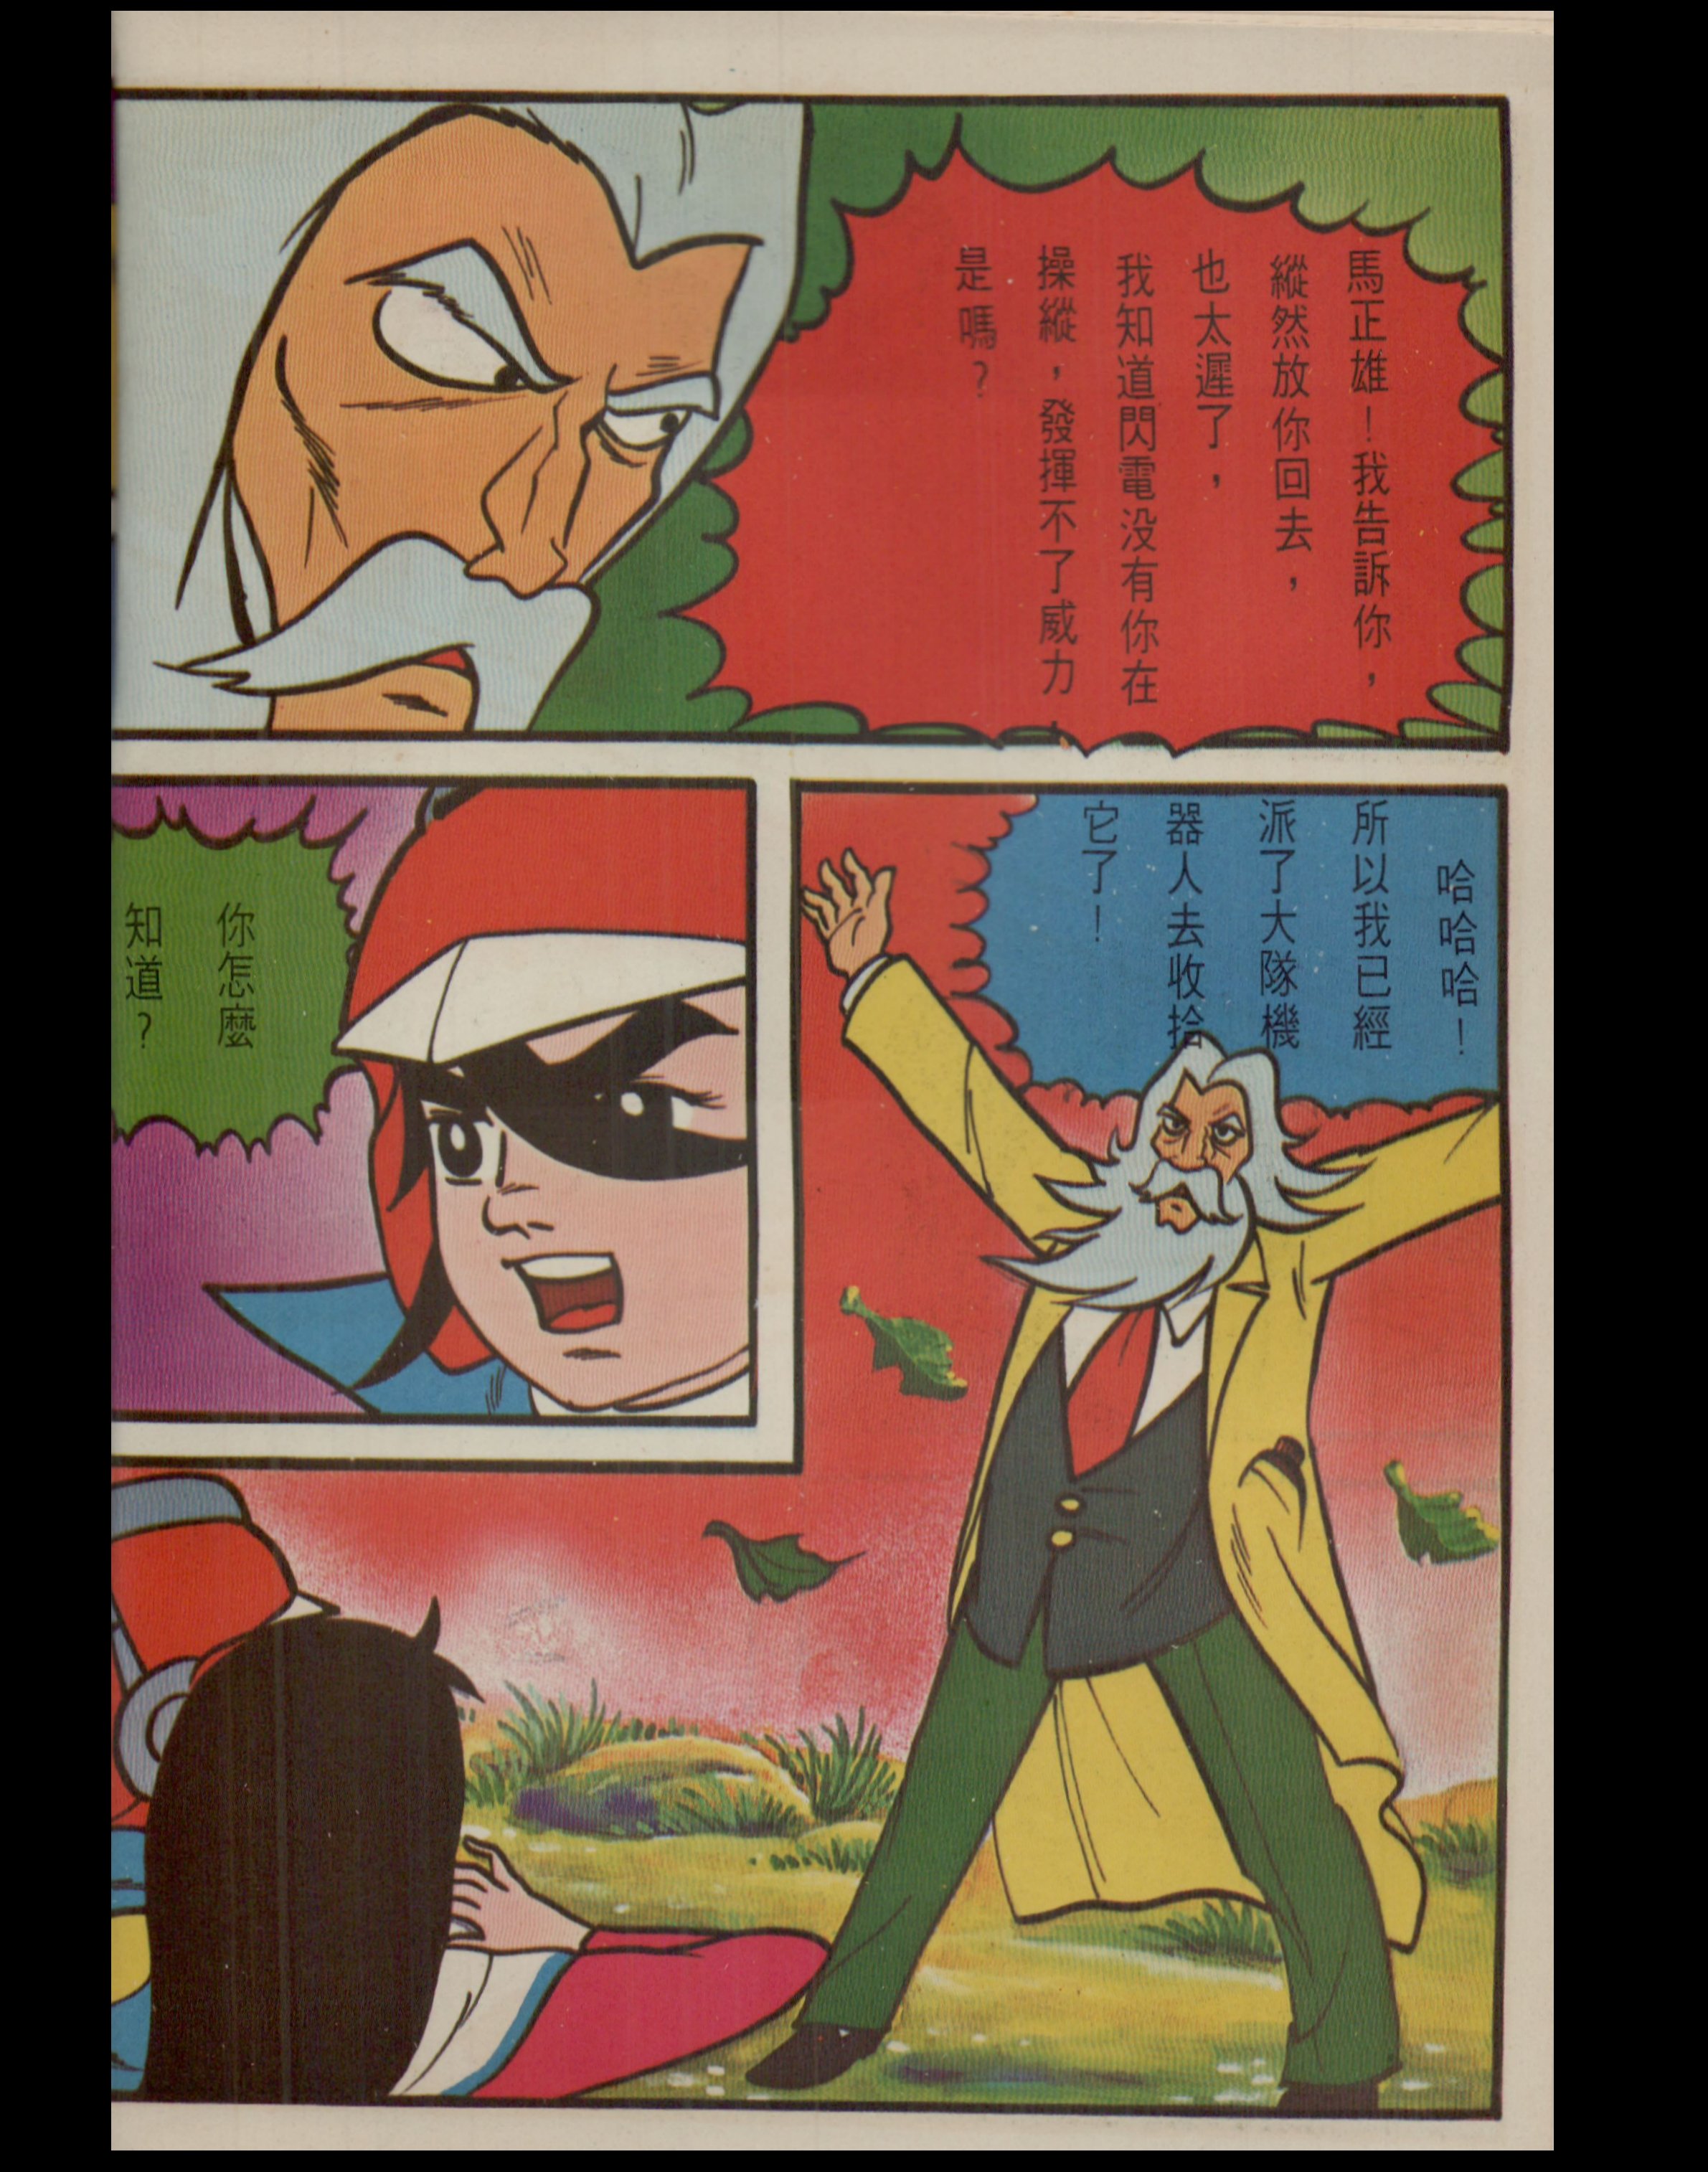 馬正雄！我告訴你，
縱然放你回去，
也太遲了，
我知道閃電没有你在
操縱，發揮不了威力，
是嗎？
哈哈哈！
所以我已經
派了大隊機
器人去收拾
它了！
你怎麼
知道？